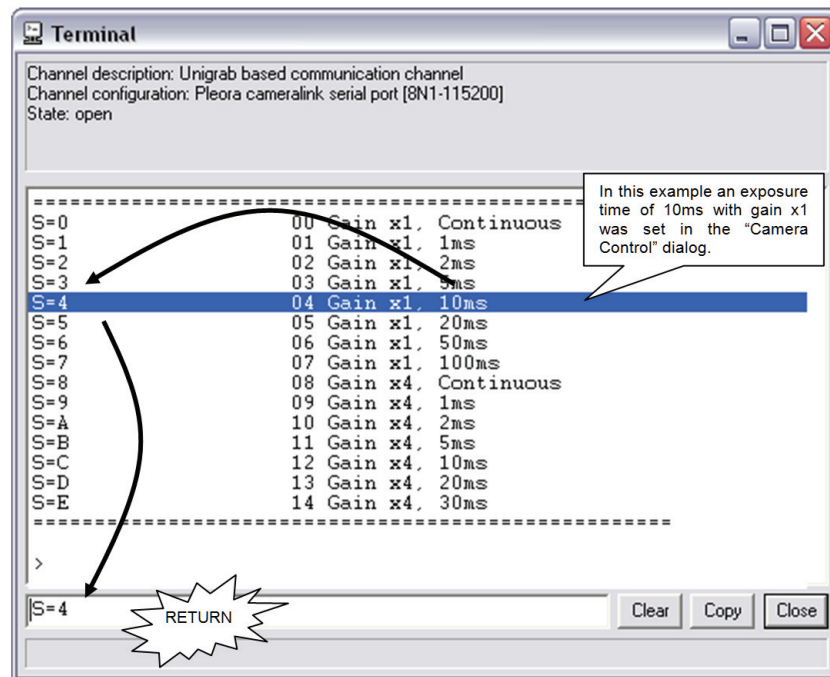 Terminal
Channel description: Unigrab based communication channel
Channel configuration: Pleora cameralink serial port [8N1-115200]
State: open
In this example an exposure
time of 10ms with gain x1
was set in the “Camera
Control” dialog.
================================================================
S=0 00 Gain x1, Continuous
S=1 01 Gain x1, 1ms
S=2 02 Gain x1, 2ms
S=3 03 Gain x1, 5ms
S=4 04 Gain x1, 10ms
S=5 05 Gain x1, 20ms
S=6 06 Gain x1, 50ms
S=7 07 Gain x1, 100ms
S=8 08 Gain x4, Continuous
S=9 09 Gain x4, 1ms
S=A 10 Gain x4, 2ms
S=B 11 Gain x4, 5ms
S=C 12 Gain x4, 10ms
S=D 13 Gain x4, 20ms
S=E 14 Gain x4, 30ms
================================================================
>
S=4
RETURN
Clear Copy Close